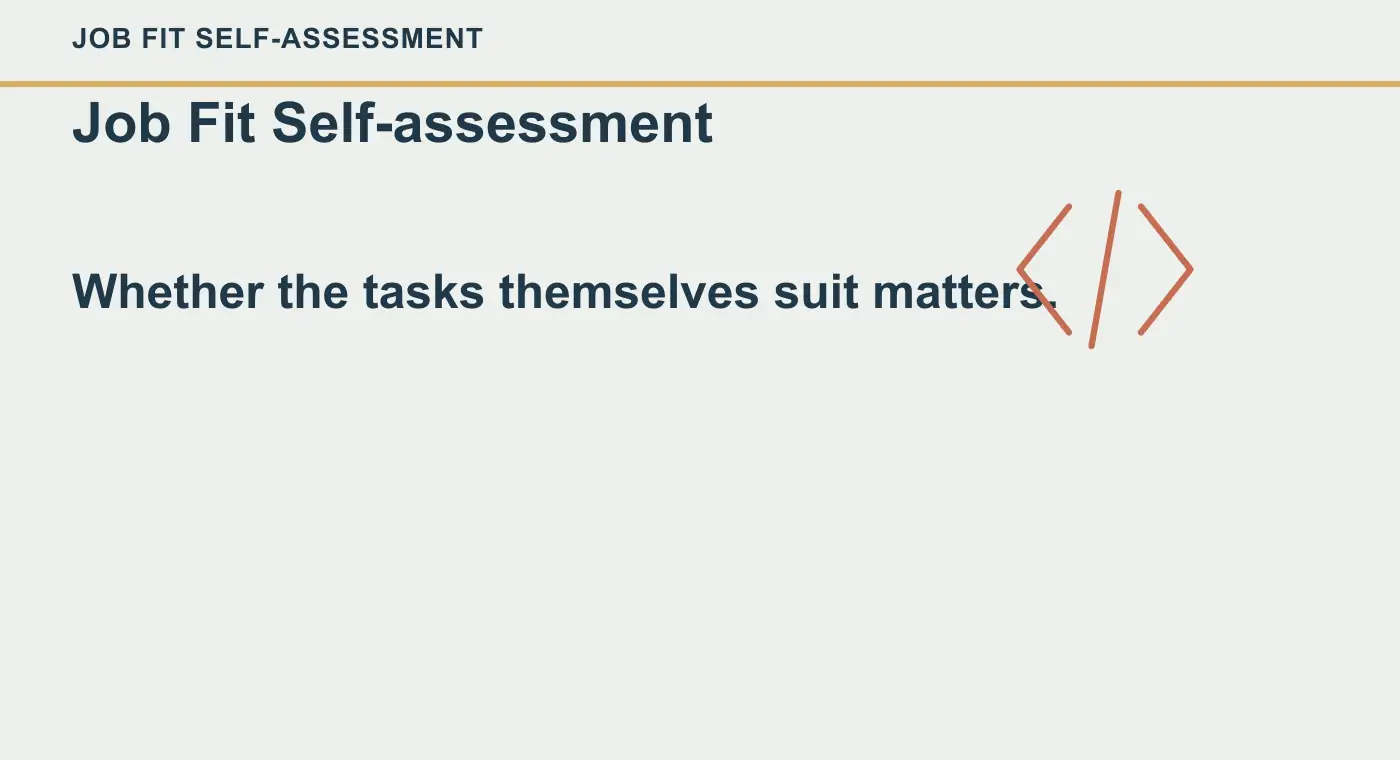 JOB FIT SELF-ASSESSMENT
Job Fit Self-assessment
Whether the tasks themselves suit matters.